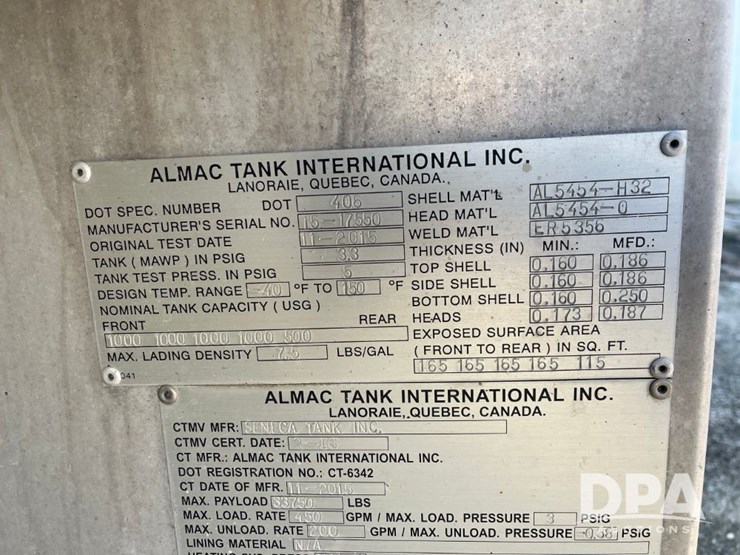 ALMAC TANK INTERNATIONAL INC.
LANORAIE, QUEBEC, CANADA.
DOT SPEC. NUMBER DOT 406
MANUFACTURER'S SERIAL NO. 15-17550
ORIGINAL TEST DATE 11-2015
TANK ( MAWP ) IN PSIG 3.3
TANK TEST PRESS. IN PSIG 5
DESIGN TEMP. RANGE -40 °F TO 150 °F
NOMINAL TANK CAPACITY ( USG )
FRONT REAR
1000 1000 1000 1000 500
MAX. LADING DENSITY 7.5 LBS/GAL
041
SHELL MAT'L AL5454-H32
HEAD MAT'L AL5454-0
WELD MAT'L ER5356
THICKNESS (IN) MIN.: MFD.:
TOP SHELL 0.160 0.186
SIDE SHELL 0.160 0.186
BOTTOM SHELL 0.160 0.250
HEADS 0.173 0.187
EXPOSED SURFACE AREA
( FRONT TO REAR ) IN SQ. FT.
165 165 165 165 115
ALMAC TANK INTERNATIONAL INC.
LANORAIE, QUEBEC, CANADA.
CTMV MFR: SENECA TANK INC.
CTMV CERT. DATE:
CT MFR.: ALMAC TANK INTERNATIONAL INC.
DOT REGISTRATION NO.: CT-6342
CT DATE OF MFR. 11-2015
MAX. PAYLOAD 33750 LBS
MAX. LOAD. RATE 450 GPM / MAX. LOAD. PRESSURE 3 PSIG
MAX. UNLOAD. RATE 200 GPM / MAX. UNLOAD. PRESSURE PSIG
LINING MATERIAL N/A
HEATING SYS.
DPA
AUCTIONS